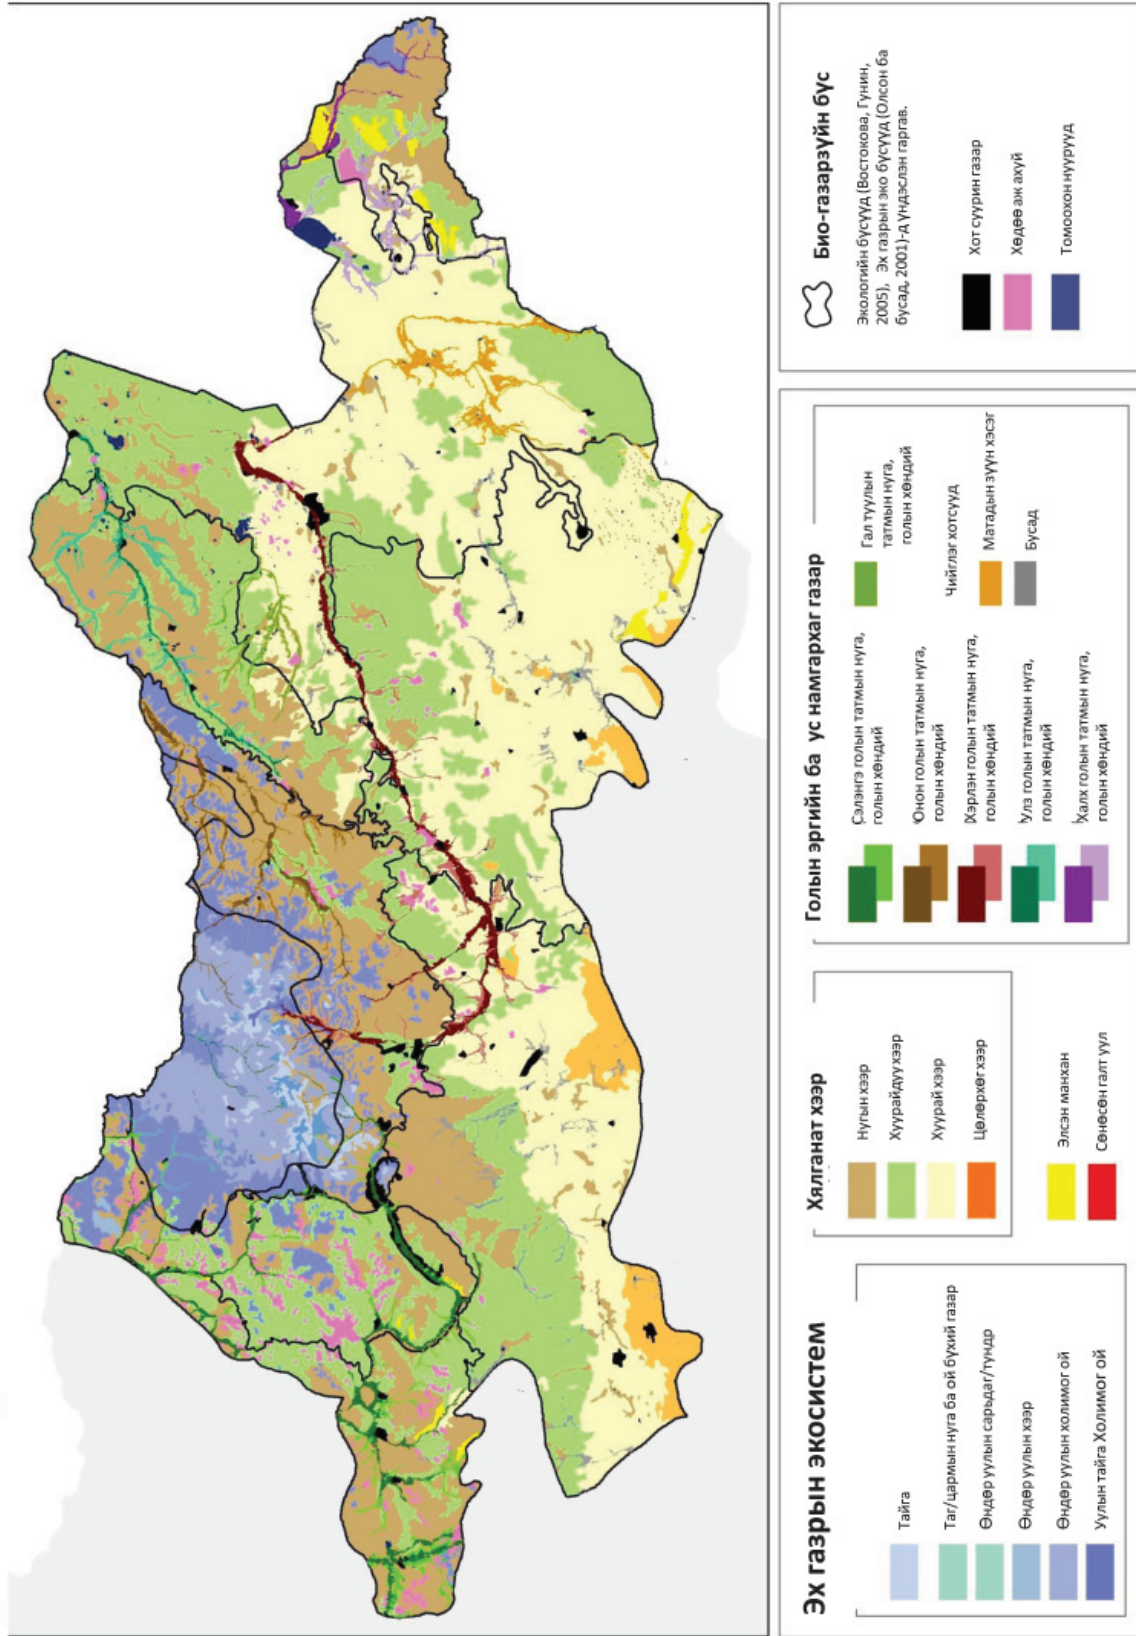 Эх газрын экосистем
Тайга
Таг/цармын нуга ба ой бүхий газар
Өндөр уулын сарьдаг/түндр
Өндөр уулын хээр
Өндөр уулын холимог ой
Уулын тайга Холимог ой
Хялганат хээр
Нугын хээр
Хуурайдуу хээр
Хуурай хээр
Цөлөрхөг хээр
Элсэн манхан
Сөнөсөн галт уул
Голын эргийн ба ус намгархаг газар
Сэлэнгэ голын татмын нуга,
голын хөндий
Онон голын татмын нуга,
голын хөндий
Хэрлэн голын татмын нуга,
голын хөндий
Улз голын татмын нуга,
голын хөндий
Халх голын татмын нуга,
голын хөндий
Гал туулын
татмын нуга,
голын хөндий
Чийглэг хотсууд
Матадын зүүн хэсэг
Бусад
Био-газарзүйн бүс
Экологийн бүсүүд (Востокова, Гунин,
2005), Эх газрын эко бүсүүд (Олсон ба
бусад, 2001)-д үндэслэн гаргав.
Хот суурин газар
Хөдөө аж ахуй
Томоохон нуурууд